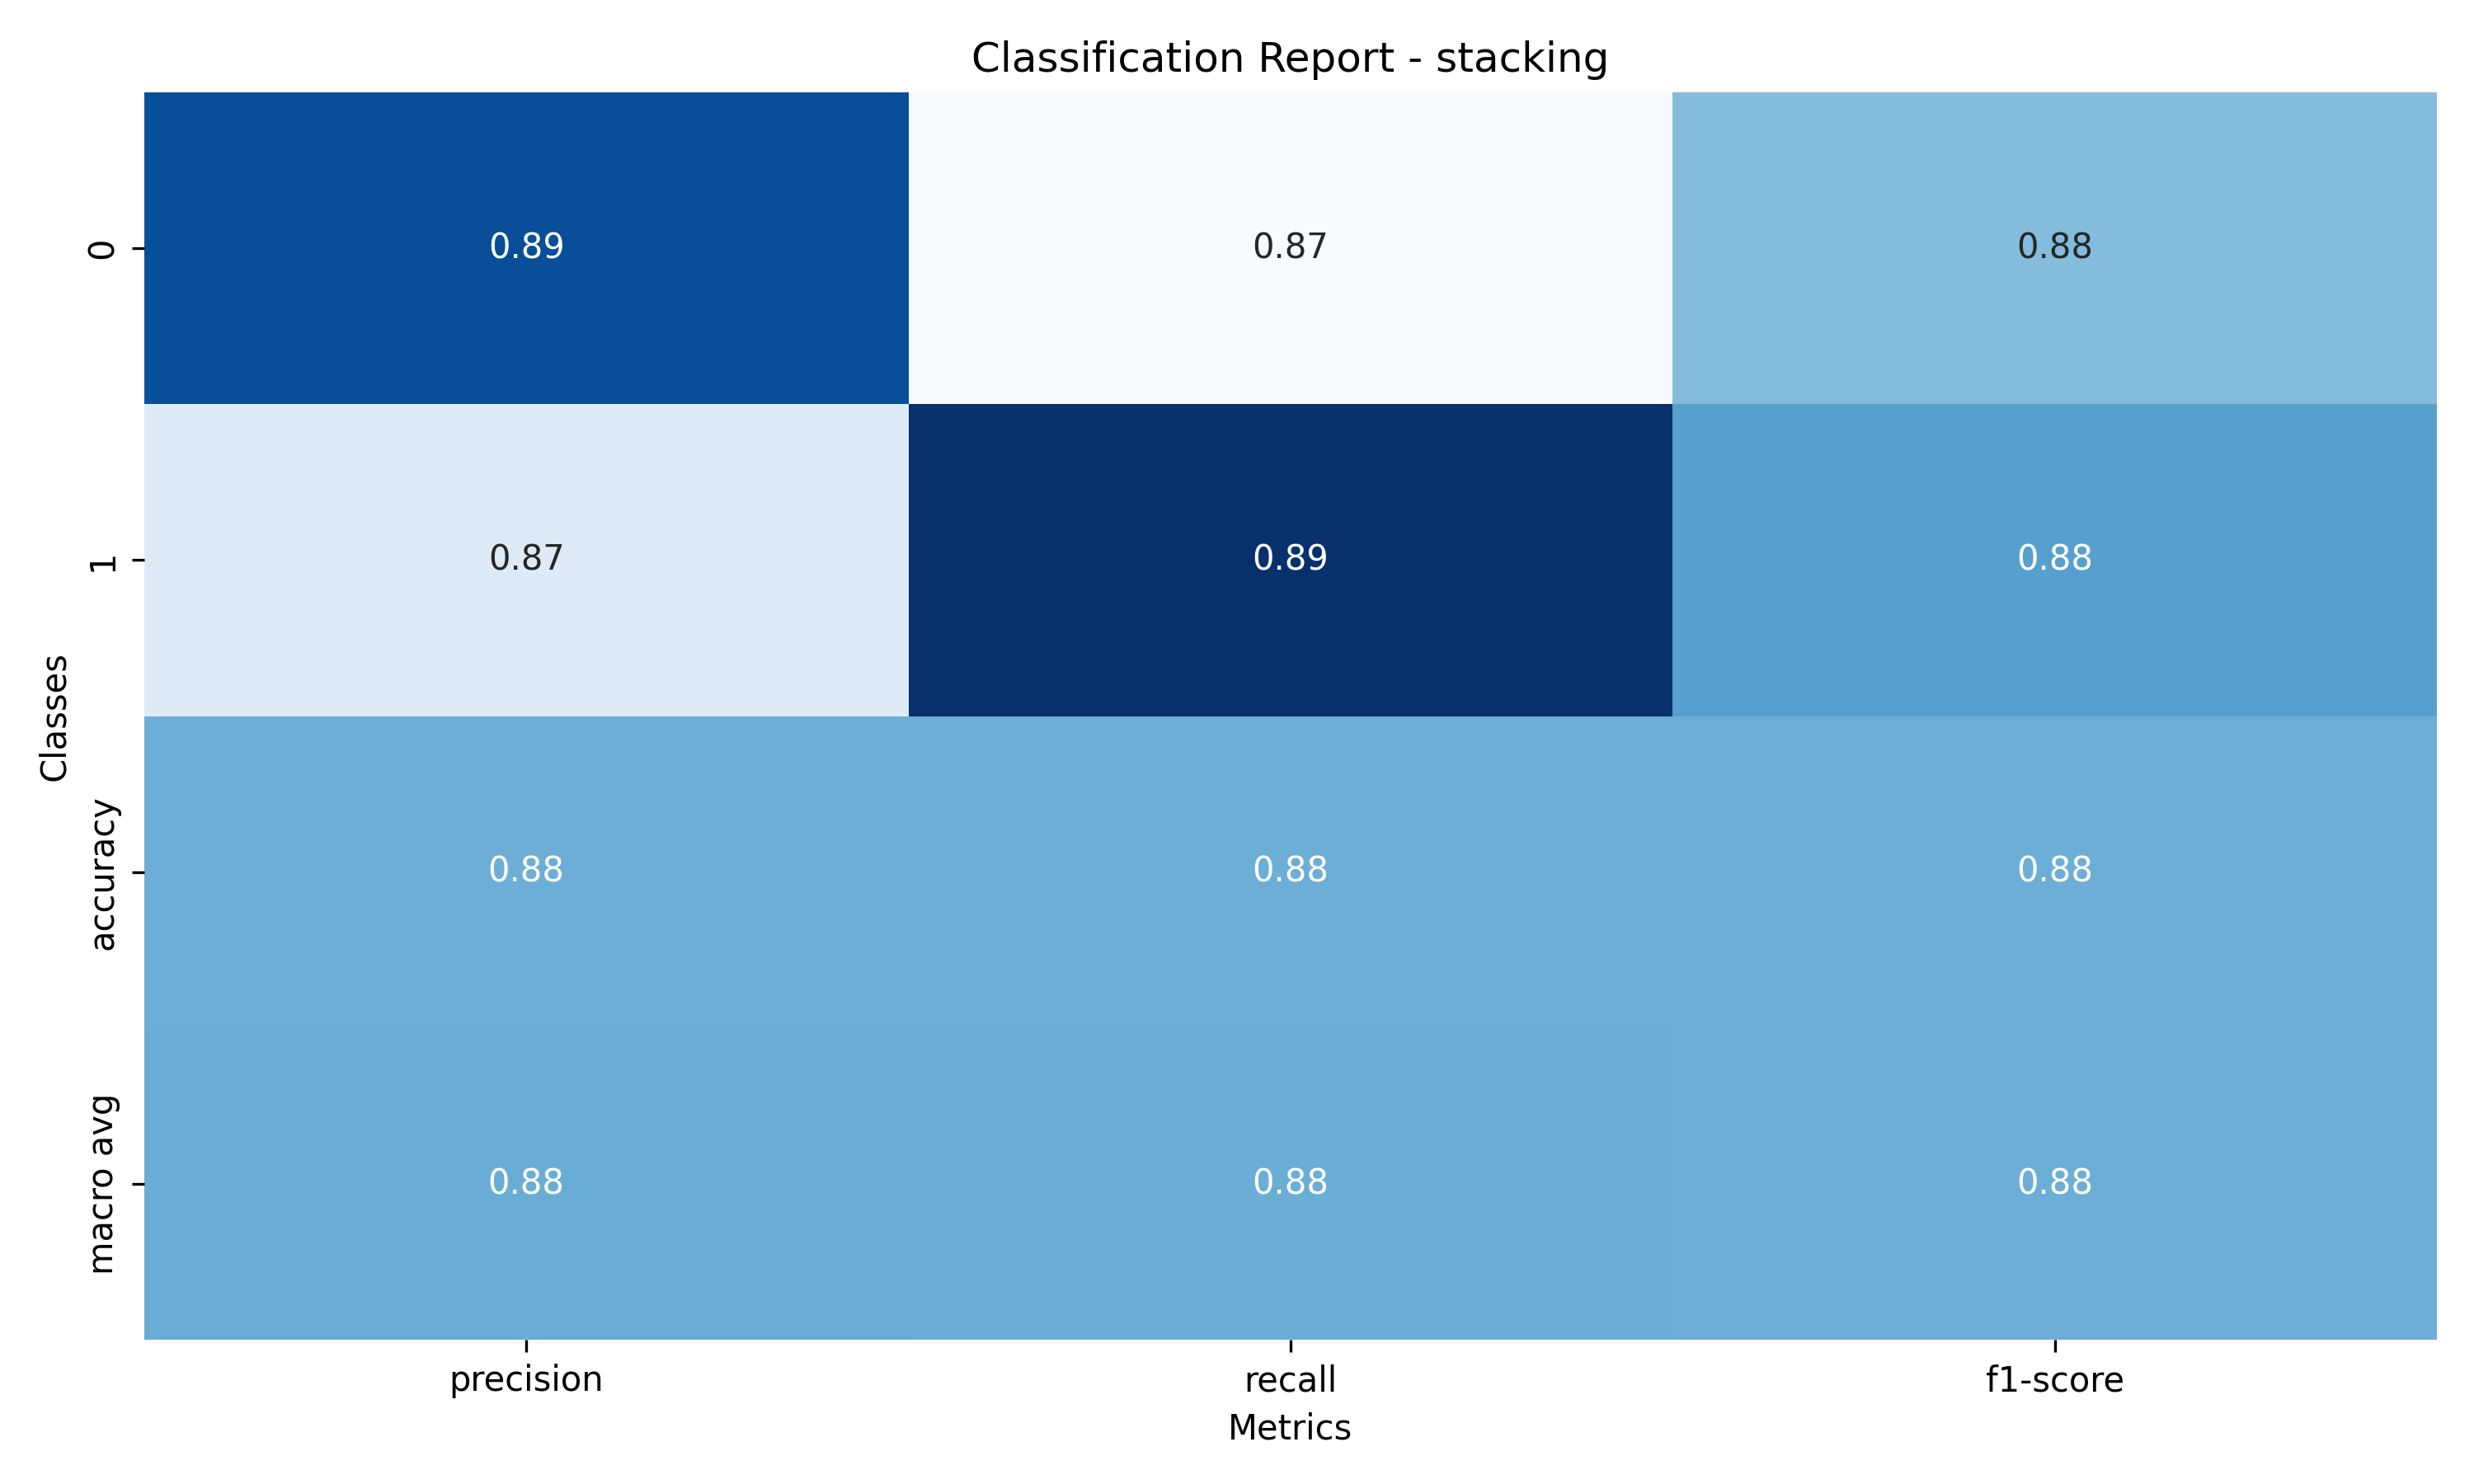 Classification Report - stacking
0 0.89 0.87 0.88
1 0.87 0.89 0.88
accuracy 0.88 0.88 0.88
macro avg 0.88 0.88 0.88
Classes
precision recall f1-score
Metrics